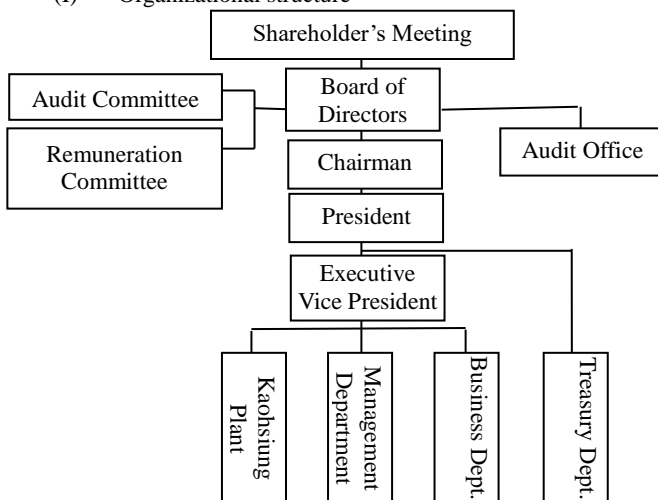 (I) Organizational structure
Shareholder's Meeting
Board of
Directors
Audit Committee
Remuneration
Committee
Audit Office
Chairman
President
Executive
Vice President
Kaohsiung
Plant
Management
Department
Business Dept.
Treasury Dept.